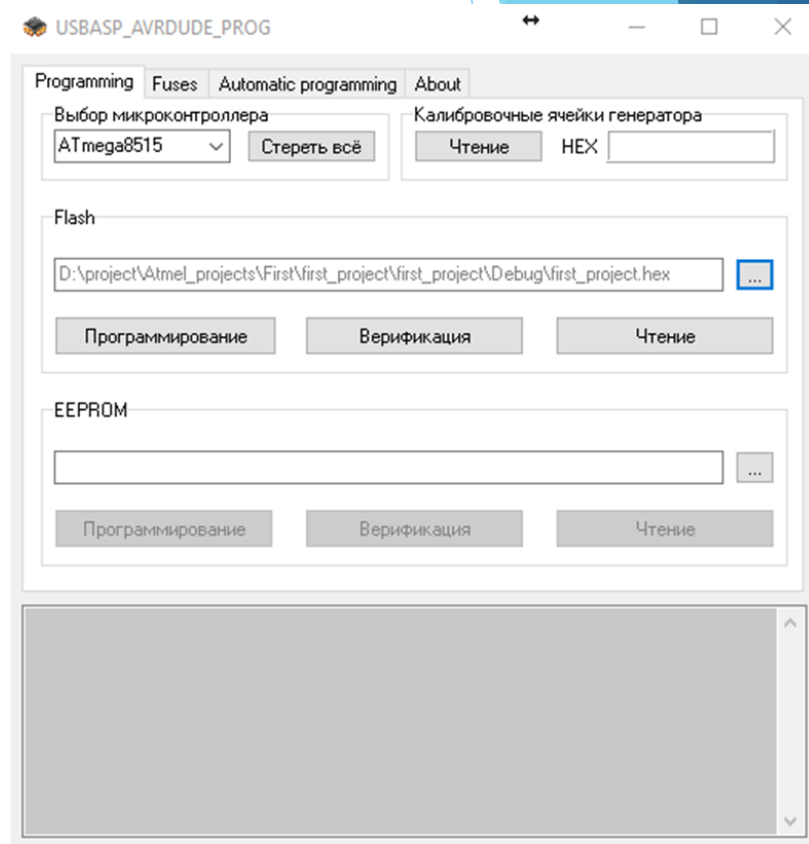 USBASP_AVRDUDE_PROG
Programming Fuses Automatic programming About
Выбор микроконтроллера
Калибровочные ячейки генератора
ATmega8515 Стереть всё
Чтение HEX
Flash
D:\project\Atmel_projects\First\first_project\first_project\Debug\first_project.hex ...
Программирование Верификация Чтение
EEPROM
...
Программирование Верификация Чтение